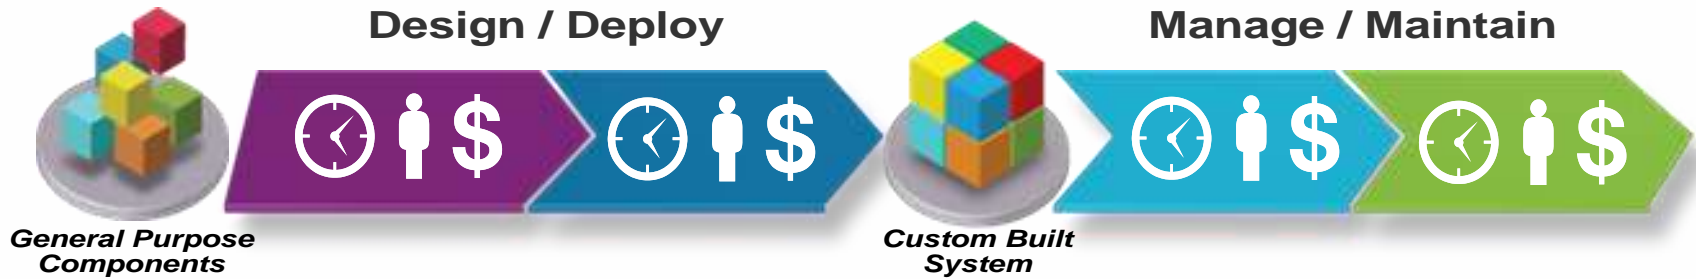 Design / Deploy
Manage / Maintain
$
$
$
$
General Purpose
Components
Custom Built
System